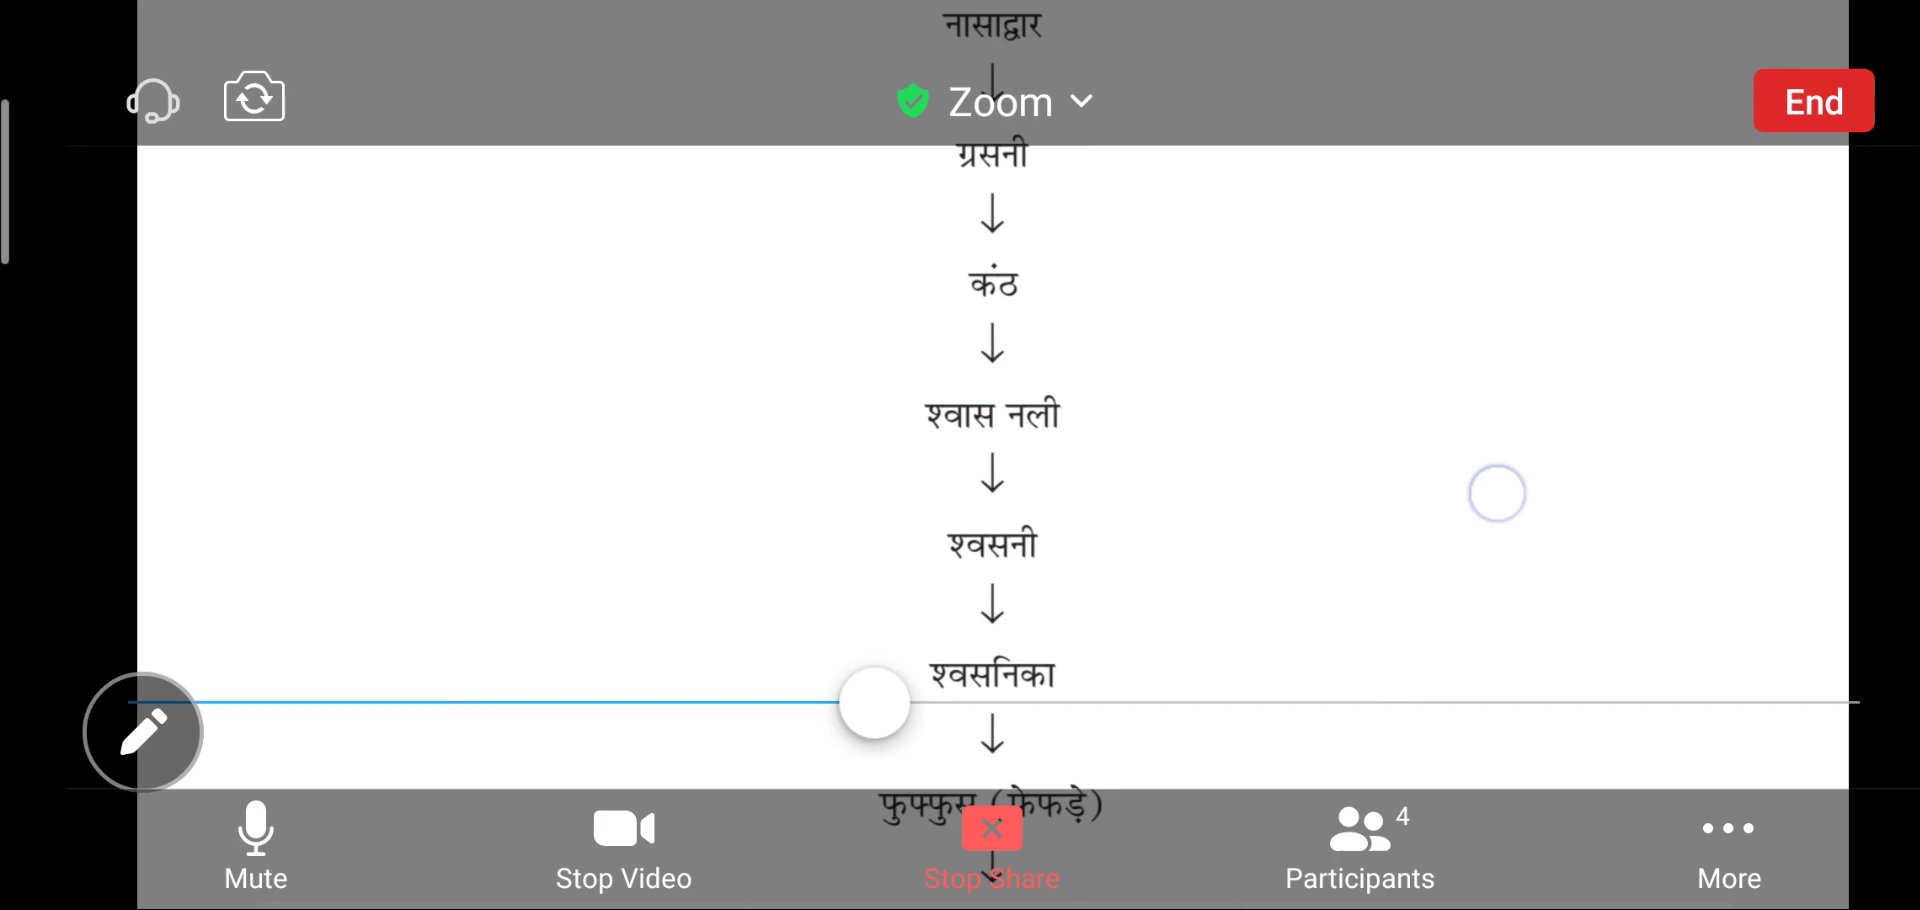 नासाद्वार
↓
Zoom
End
ग्रसनी
↓
कंठ
↓
श्वास नली
↓
श्वसनी
↓
श्वसनिका
↓
फुफ्फुस (फेफड़े)
↓
4
Mute
Stop Video
Stop Share
Participants
More